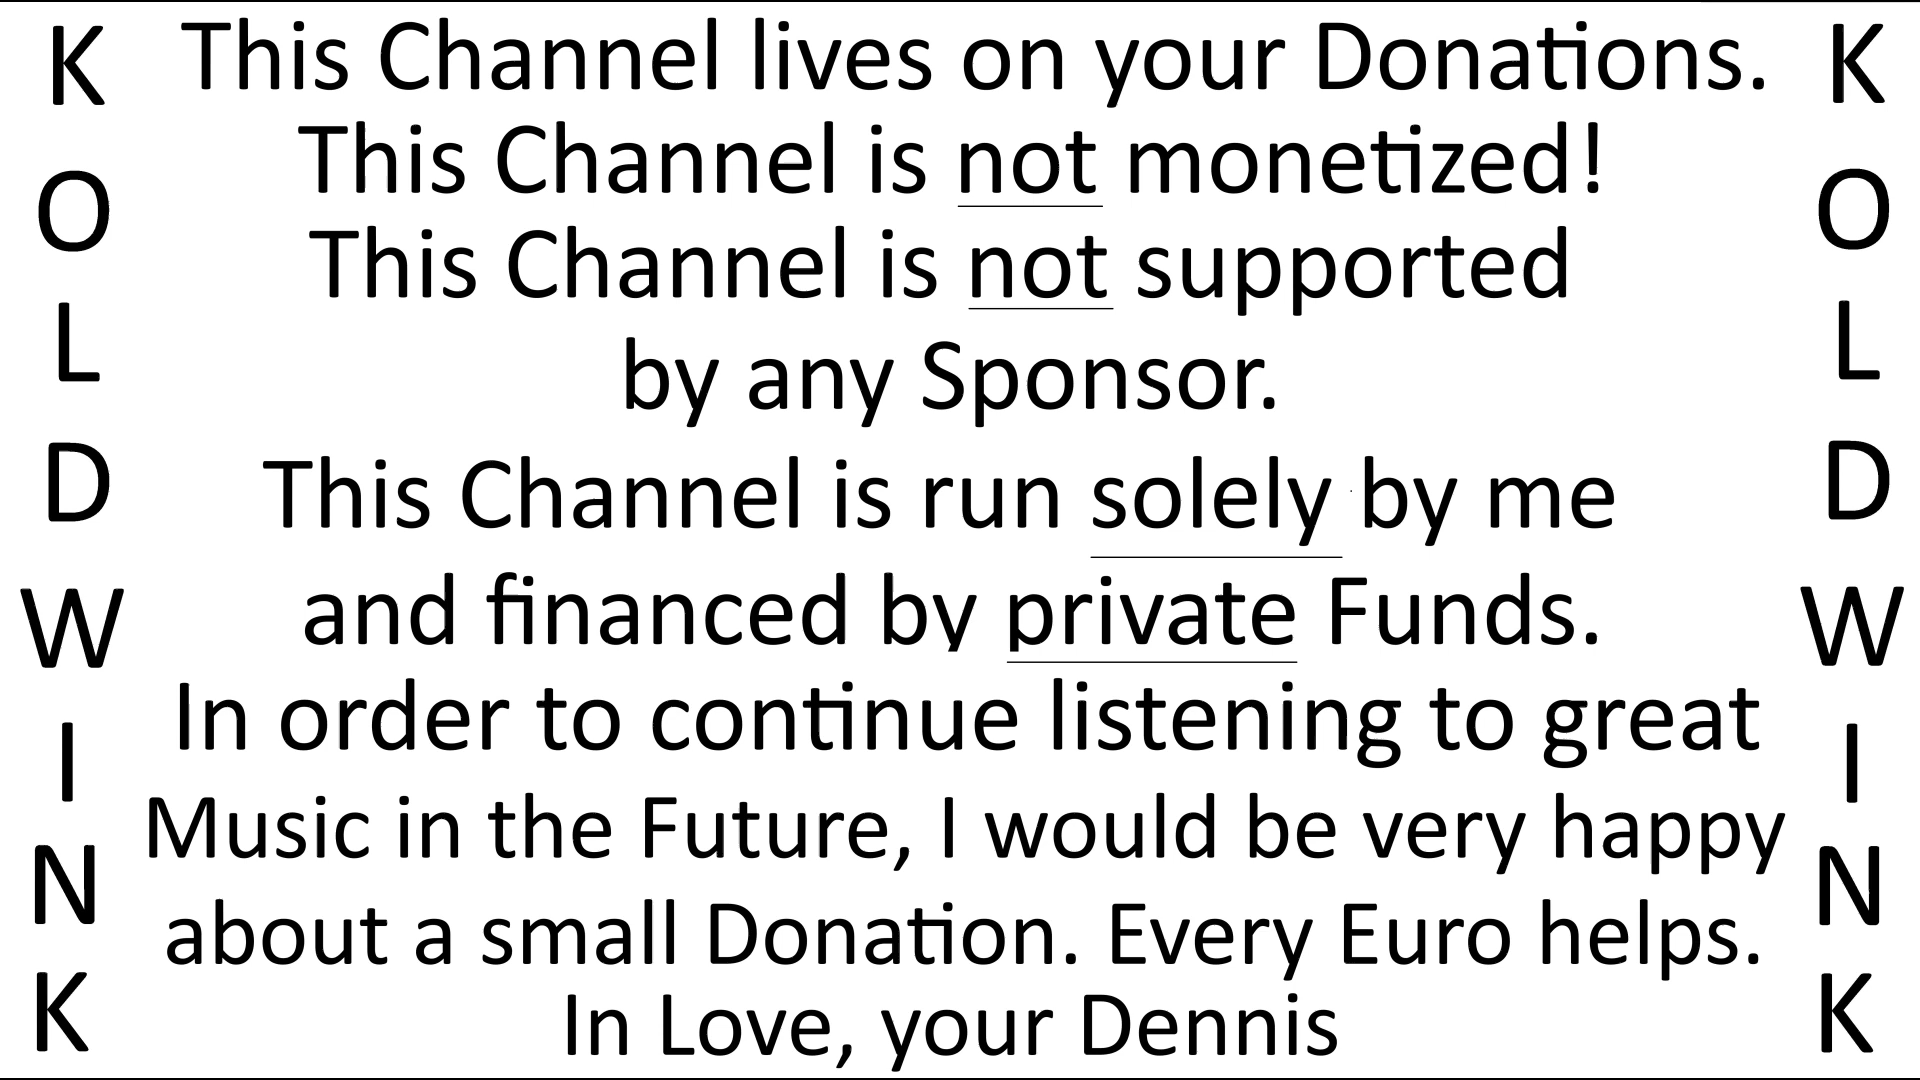 K
O
L
D
W
I
N
K
This Channel lives on your Donations.
This Channel is not monetized!
This Channel is not supported
by any Sponsor.
This Channel is run solely by me
and financed by private Funds.
In order to continue listening to great
Music in the Future, I would be very happy
about a small Donation. Every Euro helps.
In Love, your Dennis
K
O
L
D
W
I
N
K